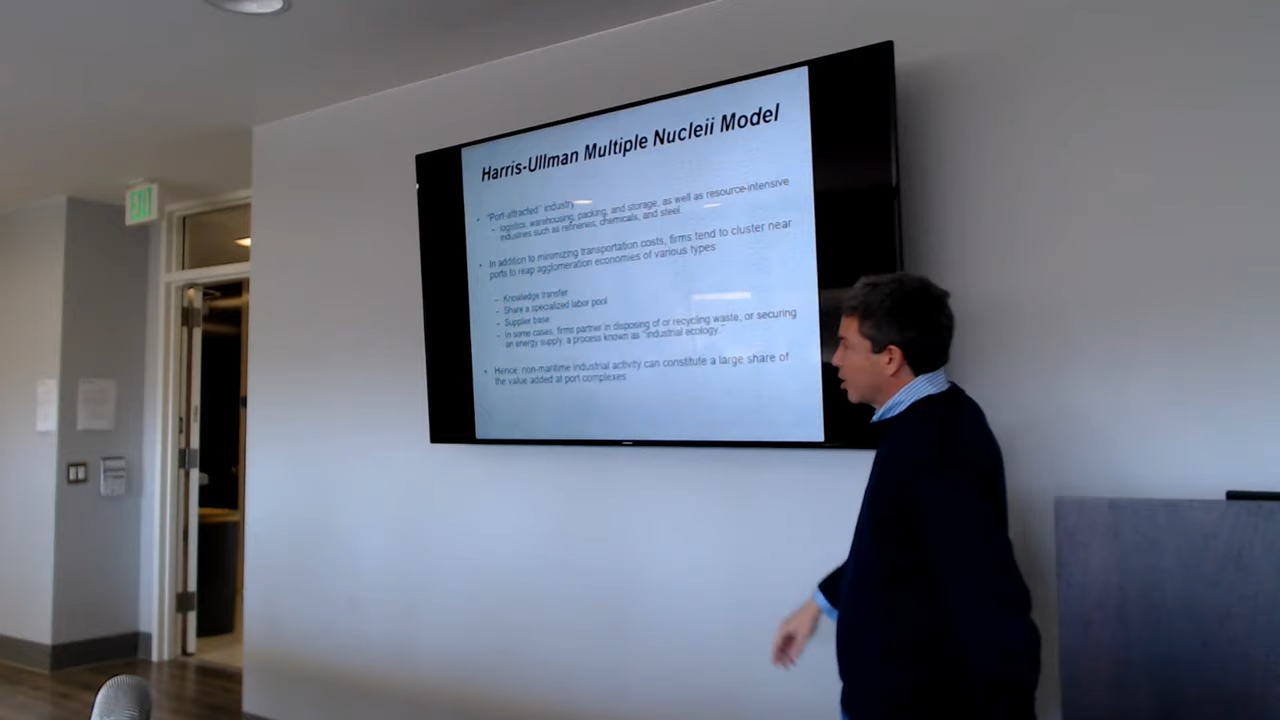 EXIT
Harris-Ullman Multiple Nucleii Model
• "Port-attracted" industry
– logistics, warehousing, packing, and storage, as well as resource-intensive
industries such as refineries, chemicals, and steel.
• In addition to minimizing transportation costs, firms tend to cluster near
ports to reap agglomeration economies of various types
– Knowledge transfer
– Share a specialized labor pool
– Supplier base
– In some cases, firms partner in disposing of or recycling waste, or securing
an energy supply, a process known as "industrial ecology."
• Hence, non-maritime industrial activity can constitute a large share of
the value added at port complexes